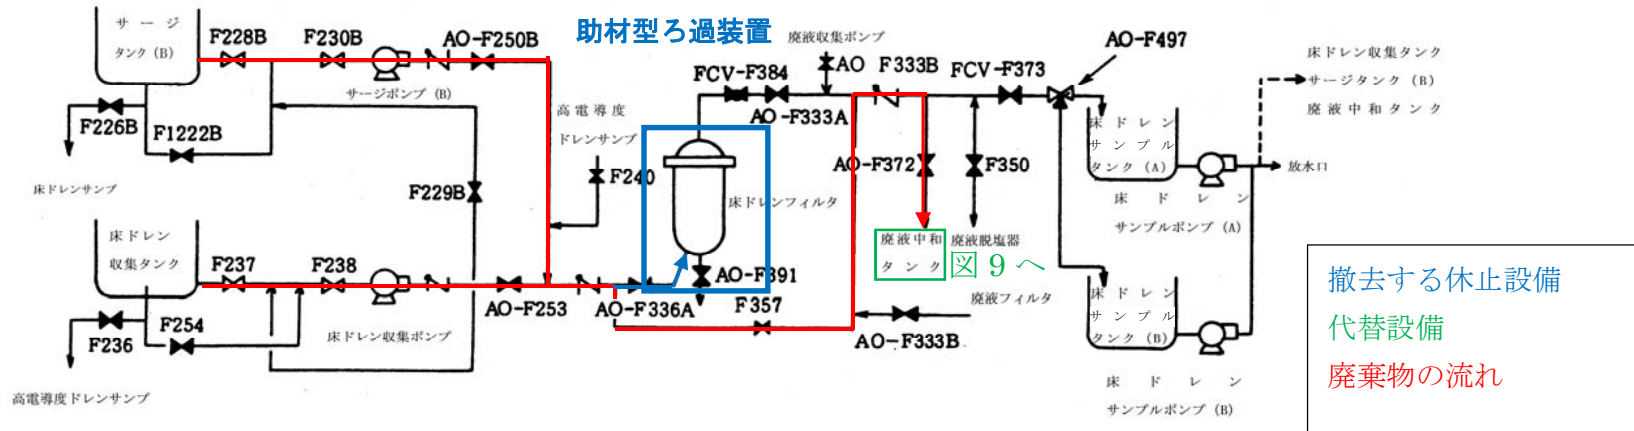 サージ
タンク (B)
F228B
F230B
AO-F250B
サージポンプ (B)
F226B
F1222B
床ドレンサンプ
F229B
高電導度
ドレンサンプ
F240
助材型ろ過装置
廃液収集ポンプ
AO
F333B
FCV-F384
AO-F333A
FCV-F373
AO-F497
床ドレン収集タンク
サージタンク (B)
廃液中和タンク
床ドレン
サンプル
タンク (A)
放水口
床ドレン
サンプルポンプ (A)
AO-F372
F350
床ドレンフィルタ
廃液中和
タンク
図 9 へ
廃液脱塩器
廃液フィルタ
床ドレン
収集タンク
F237
F238
AO-F253
AO-F336A
AO-F391
F357
AO-F333B
床ドレン収集ポンプ
F236
F254
高電導度ドレンサンプ
床ドレン
サンプル
タンク (B)
床ドレン
サンプルポンプ (B)
撤去する休止設備
代替設備
廃棄物の流れ